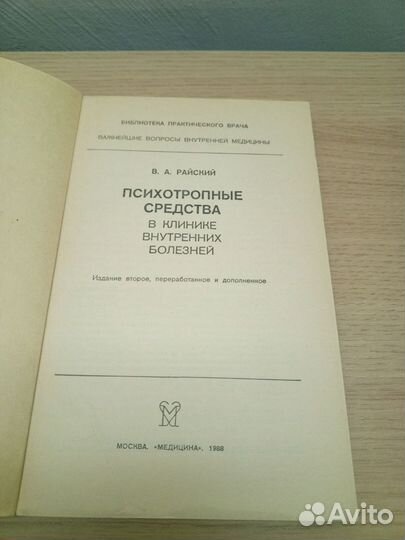 БИБЛИОТЕКА ПРАКТИЧЕСКОГО ВРАЧА
ВАЖНЕЙШИЕ ВОПРОСЫ ВНУТРЕННЕЙ МЕДИЦИНЫ
В. А. РАЙСКИЙ
ПСИХОТРОПНЫЕ
СРЕДСТВА
В КЛИНИКЕ
ВНУТРЕННИХ
БОЛЕЗНЕЙ
Издание второе, переработанное и дополненное
МОСКВА. «МЕДИЦИНА», 1988
Avito